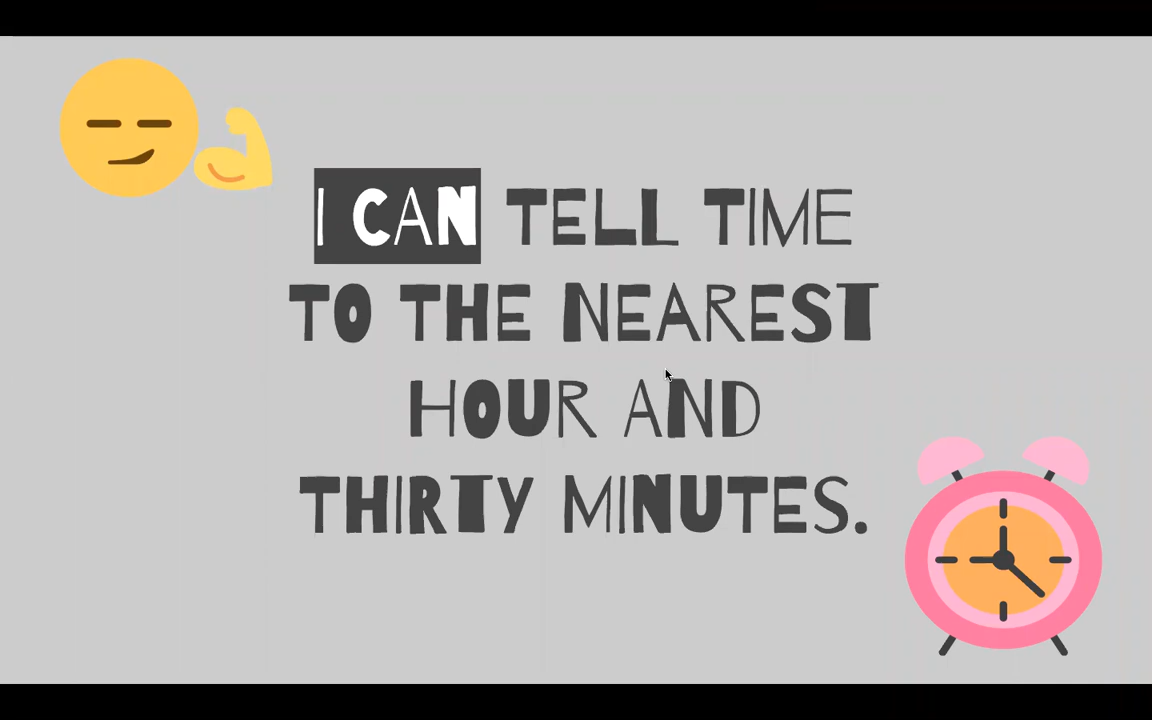 I CAN TELL TIME
TO THE NEAREST
HOUR AND
THIRTY MINUTES.